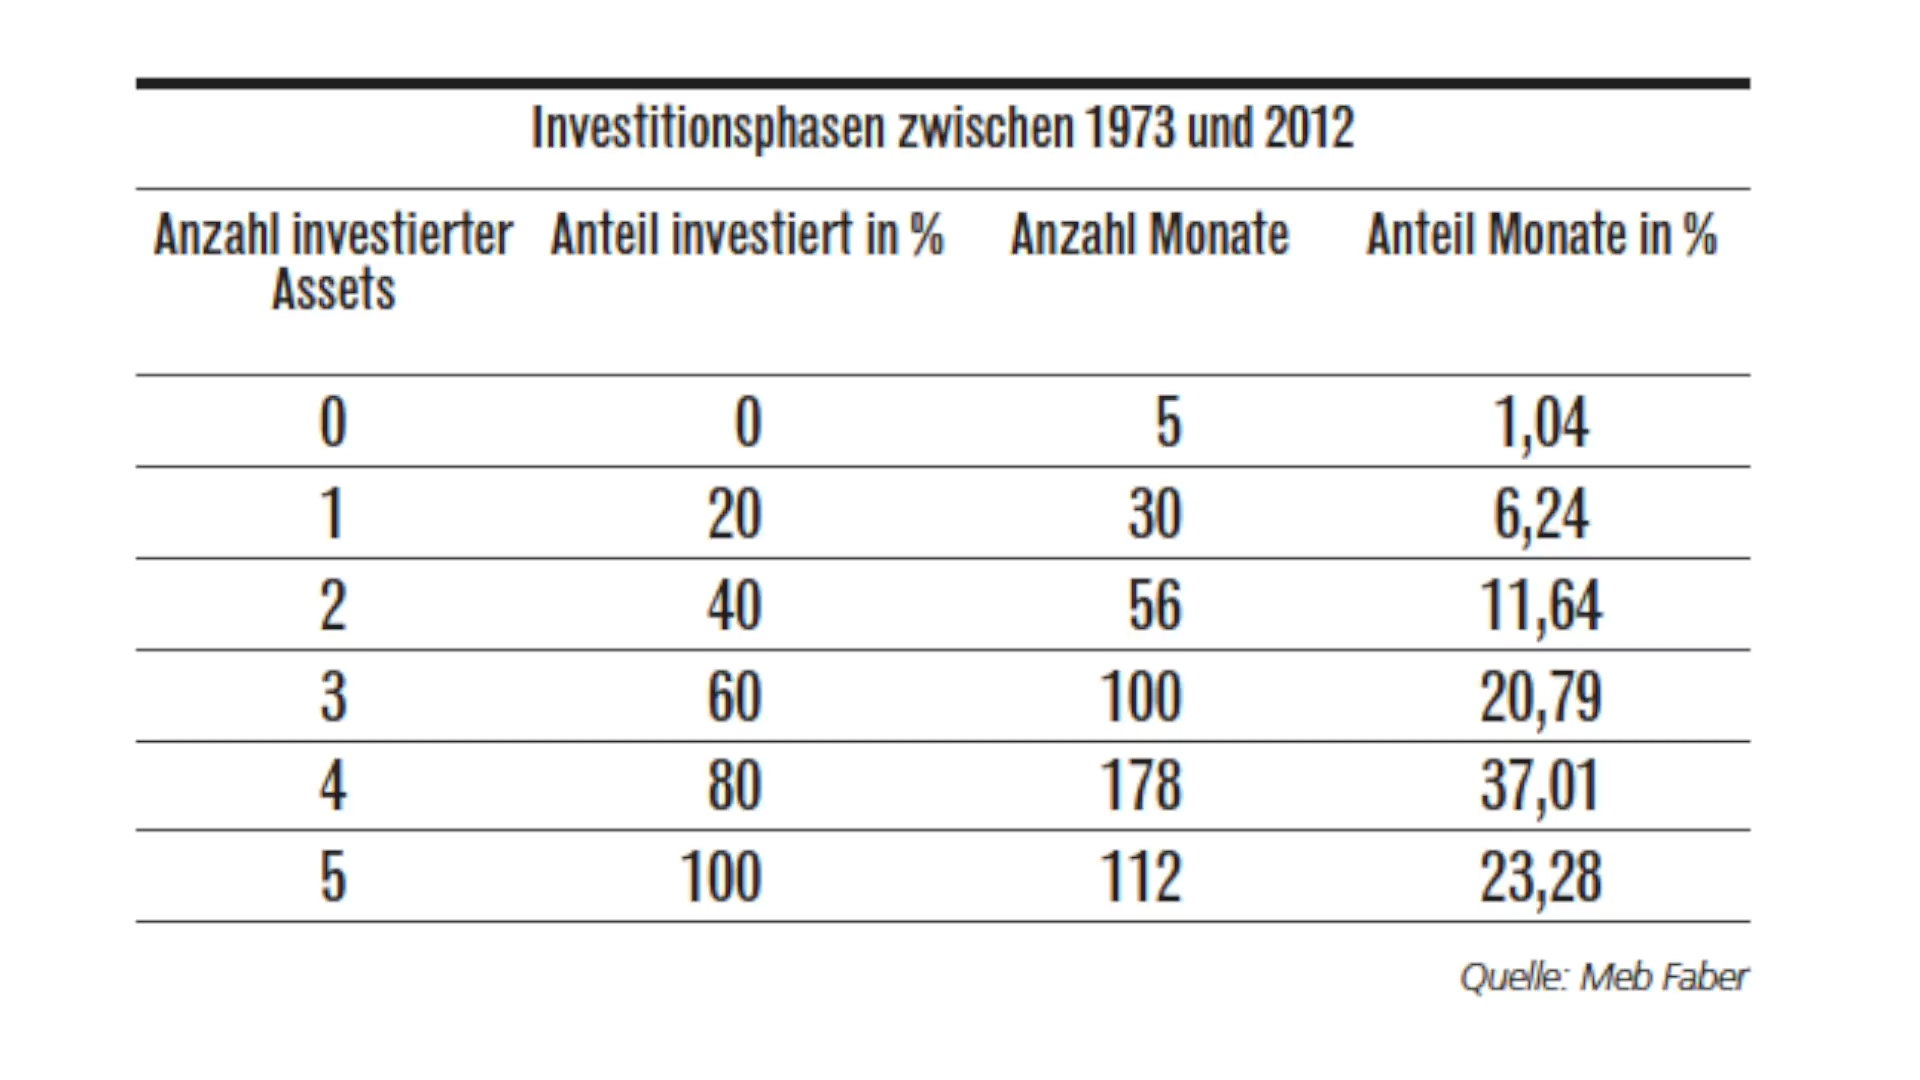 Investitionsphasen zwischen 1973 und 2012
Anzahl investierter Assets Anteil investiert in % Anzahl Monate Anteil Monate in %
0 0 5 1,04
1 20 30 6,24
2 40 56 11,64
3 60 100 20,79
4 80 178 37,01
5 100 112 23,28
Quelle: Meb Faber